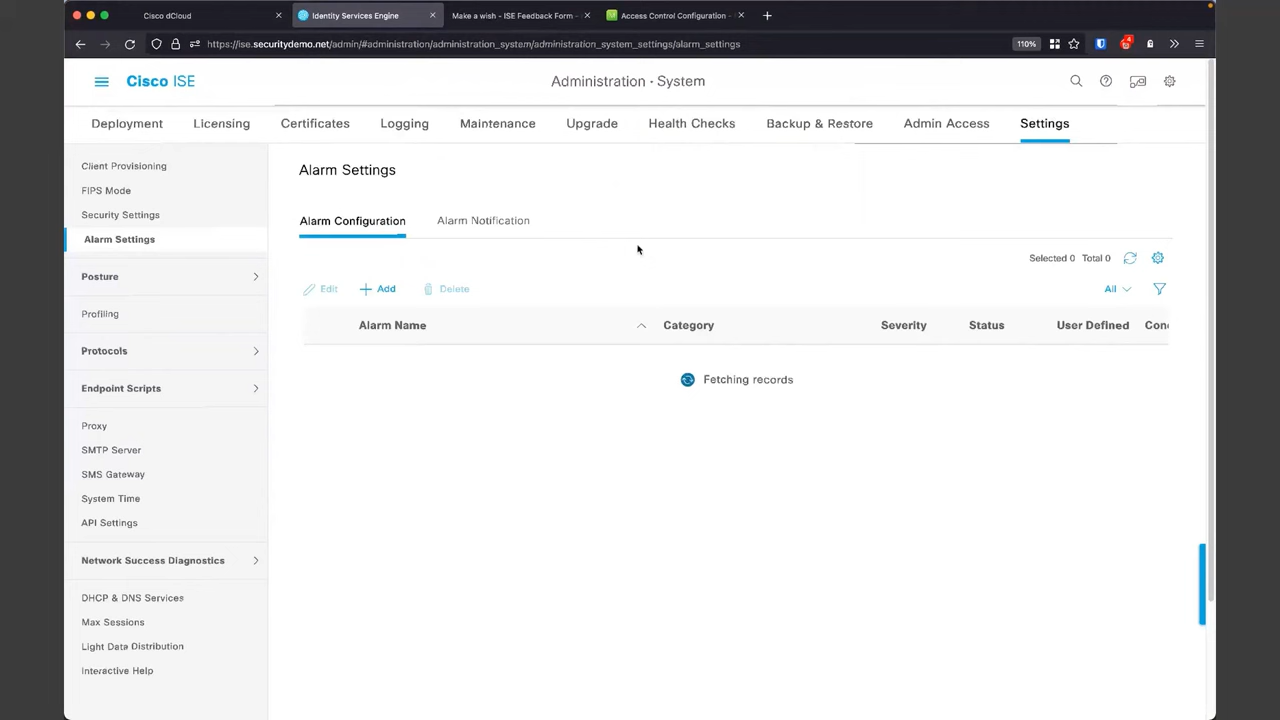 Cisco dCloud
Identity Services Engine
Make a wish - ISE Feedback Form -
Access Control Configuration -
https://ise.securitydemo.net/admin/#administration/administration_system/administration_system_settings/alarm_settings
110%
4
Cisco ISE
Administration · System
Deployment
Licensing
Certificates
Logging
Maintenance
Upgrade
Health Checks
Backup & Restore
Admin Access
Settings
Client Provisioning
FIPS Mode
Security Settings
Alarm Settings
Posture
Profiling
Protocols
Endpoint Scripts
Proxy
SMTP Server
SMS Gateway
System Time
API Settings
Network Success Diagnostics
DHCP & DNS Services
Max Sessions
Light Data Distribution
Interactive Help
Alarm Settings
Alarm Configuration
Alarm Notification
Selected 0 Total 0
Edit
Add
Delete
All
Alarm Name
Category
Severity
Status
User Defined
Conc
Fetching records